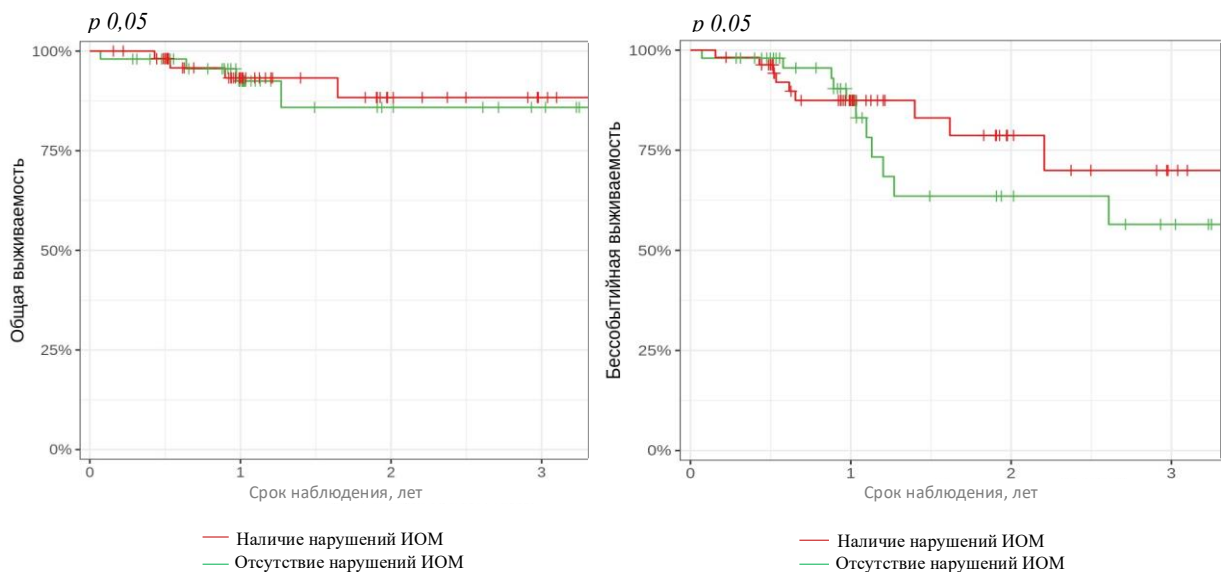 p 0,05
Общая выживаемость
100%
75%
50%
25%
0%
0
1
2
3
Срок наблюдения, лет
Наличие нарушений ИОМ
Отсутствие нарушений ИОМ
p 0,05
Бессобытийная выживаемость
100%
75%
50%
25%
0%
0
1
2
3
Срок наблюдения, лет
Наличие нарушений ИОМ
Отсутствие нарушений ИОМ